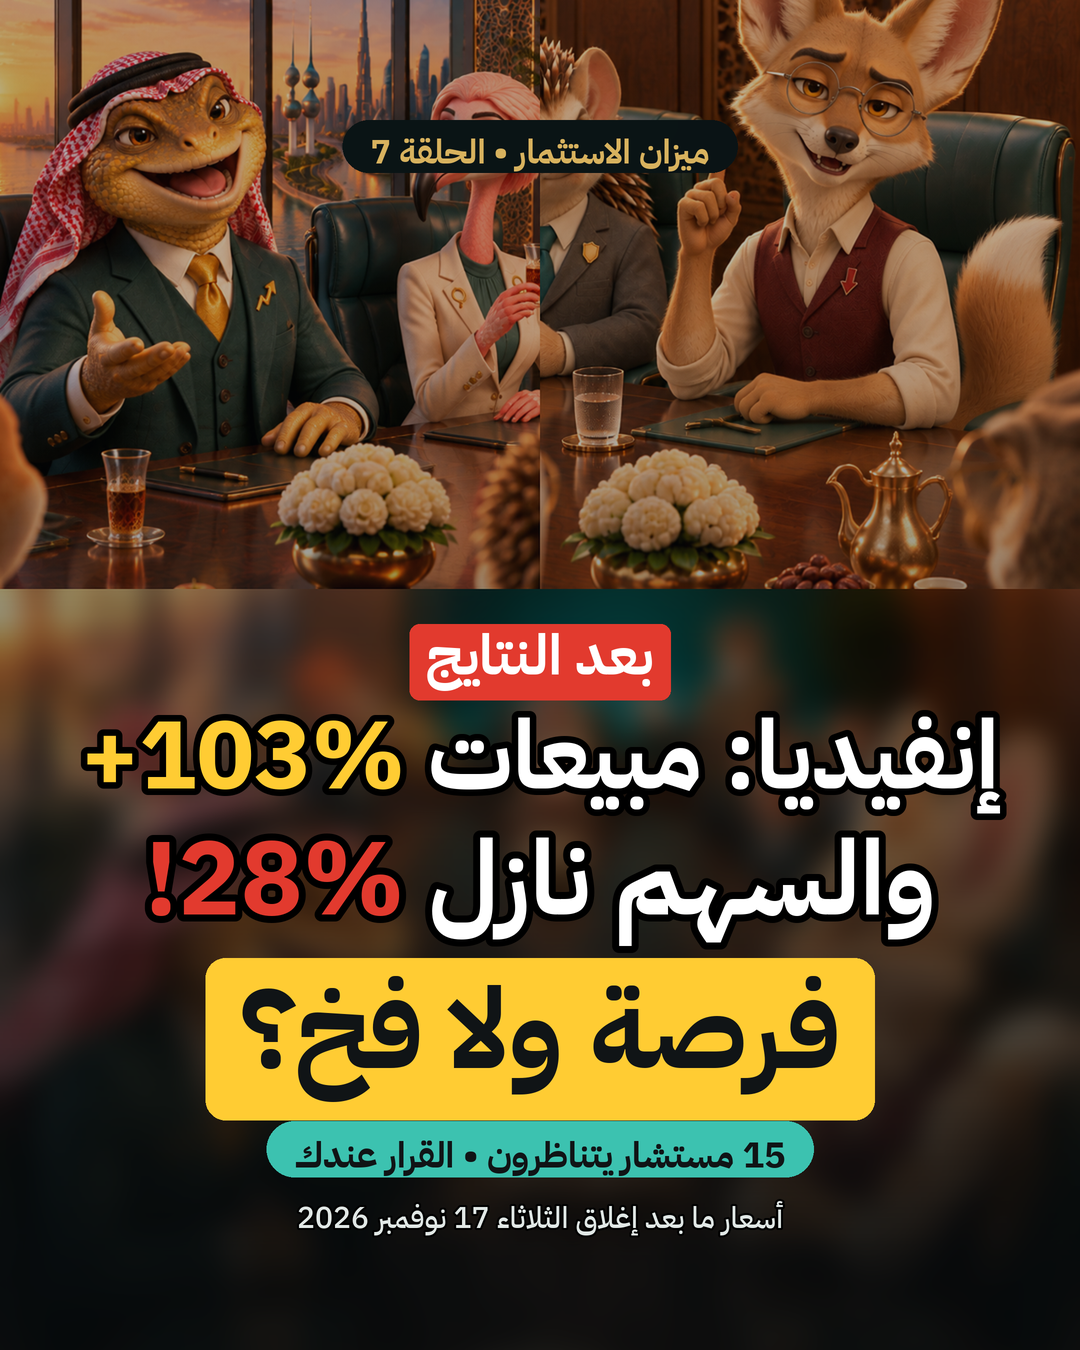 ميزان الاستثمار • الحلقة 7
بعد النتايج
إنفيديا: مبيعات 103%+
والسهم نازل 28%!
فرصة ولا فخ؟
15 مستشار يتناظرون • القرار عندك
أسعار ما بعد إغلاق الثلاثاء 17 نوفمبر 2026